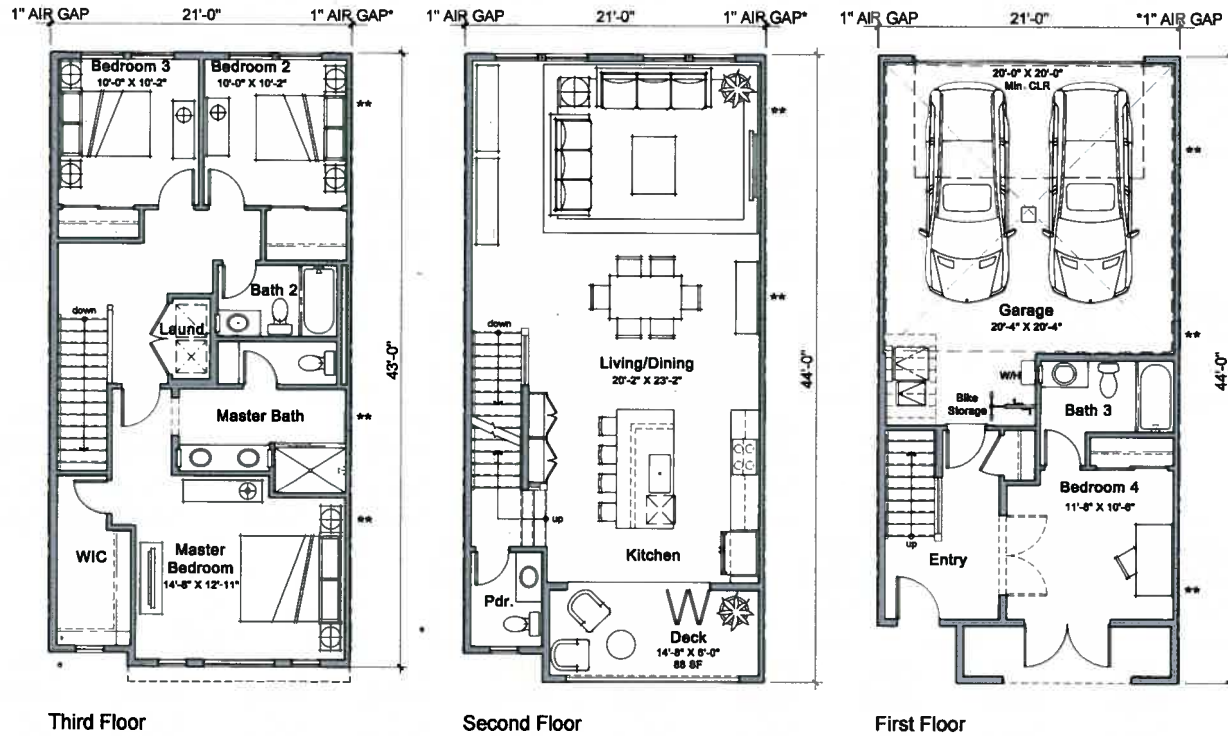 1" AIR GAP 21'-0" 1" AIR GAP*
Bedroom 3
10'-0" X 10'-2"
Bedroom 2
10'-0" X 10'-2"
**
down
Laund.
Bath 2
43'-0"
Master Bath
**
**
WIC
Master
Bedroom
14'-8" X 12'-11"
*
Third Floor
1" AIR GAP 21'-0" 1" AIR GAP*
**
**
down
Living/Dining
20'-2" X 23'-2"
44'-0"
up
Kitchen
Pdr.
Deck
14'-8" X 6'-0"
88 SF
*
Second Floor
1" AIR GAP 21'-0" *1" AIR GAP
20'-0" X 20'-0"
Min. CLR
**
Garage
20'-4" X 20'-4"
**
W/H
Bike
Storage
Bath 3
44'-0"
Bedroom 4
11'-6" X 10'-6"
up
Entry
**
First Floor